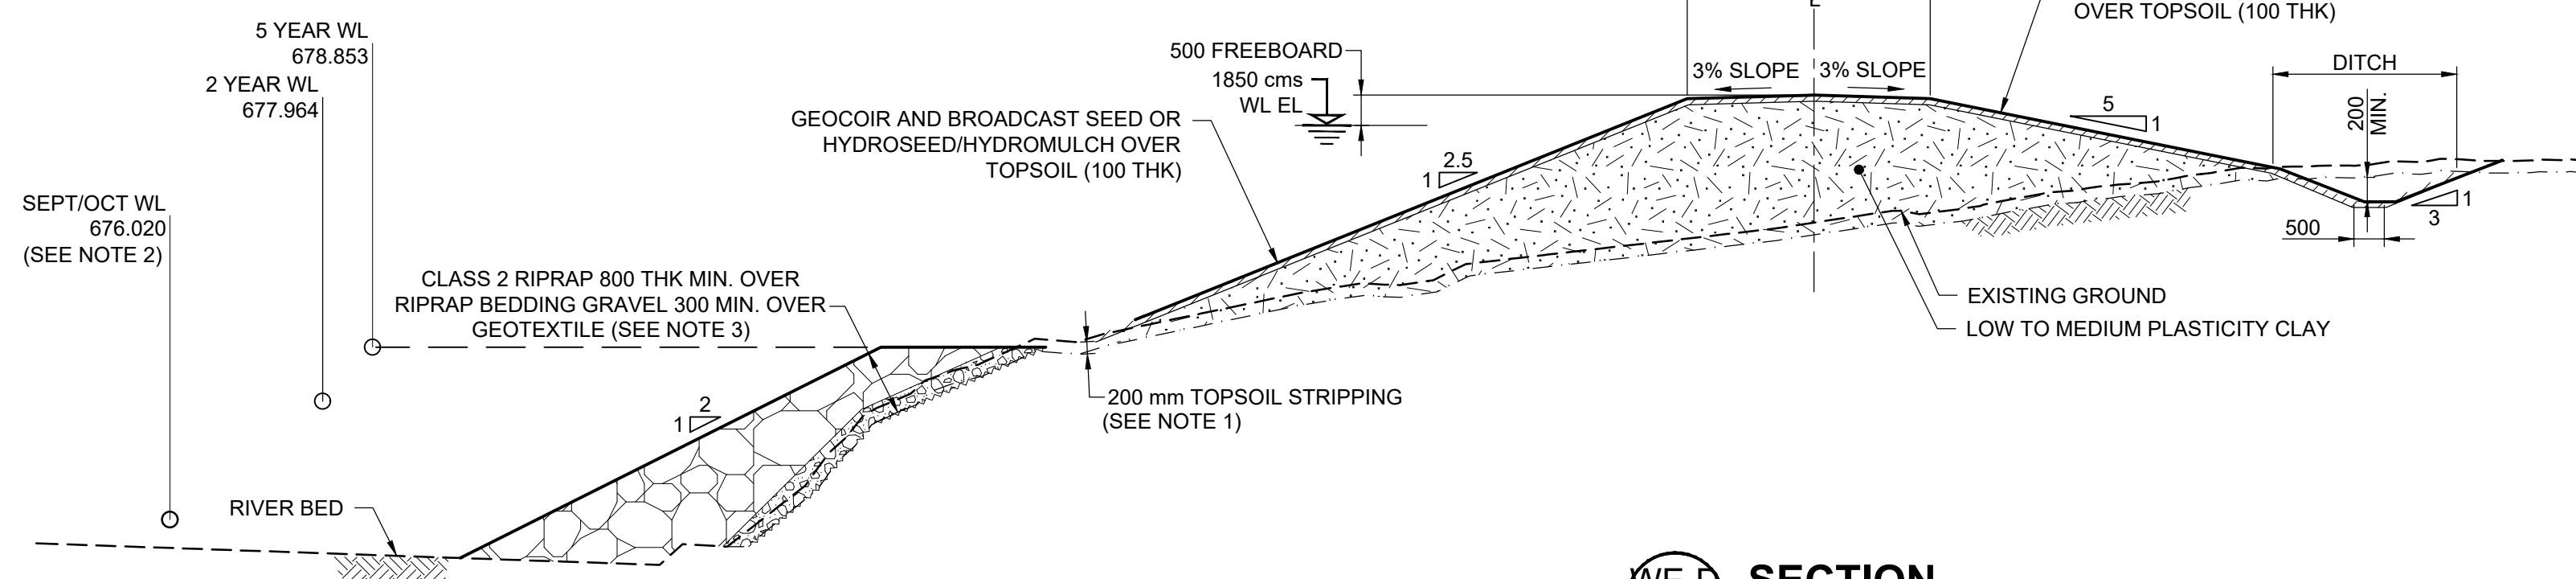 5 YEAR WL
678.853
2 YEAR WL
677.964
SEPT/OCT WL
676.020
(SEE NOTE 2)
RIVER BED
CLASS 2 RIPRAP 800 THK MIN. OVER
RIPRAP BEDDING GRAVEL 300 MIN. OVER
GEOTEXTILE (SEE NOTE 3)
1
2
GEOCOIR AND BROADCAST SEED OR
HYDROSEED/HYDROMULCH OVER
TOPSOIL (100 THK)
500 FREEBOARD
1850 cms
WL EL
200 mm TOPSOIL STRIPPING
(SEE NOTE 1)
1
2.5
3% SLOPE
3% SLOPE
OVER TOPSOIL (100 THK)
5
1
DITCH
200
MIN.
500
3
1
EXISTING GROUND
LOW TO MEDIUM PLASTICITY CLAY
SECTION